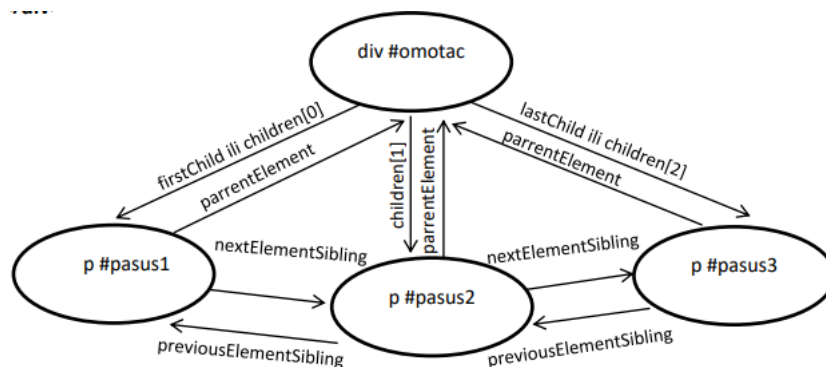 div #omotac
firstChild ili children[0]
parrentElement
children[1]
parrentElement
lastChild ili children[2]
parrentElement
p #pasus1
nextElementSibling
p #pasus2
nextElementSibling
p #pasus3
previousElementSibling
previousElementSibling